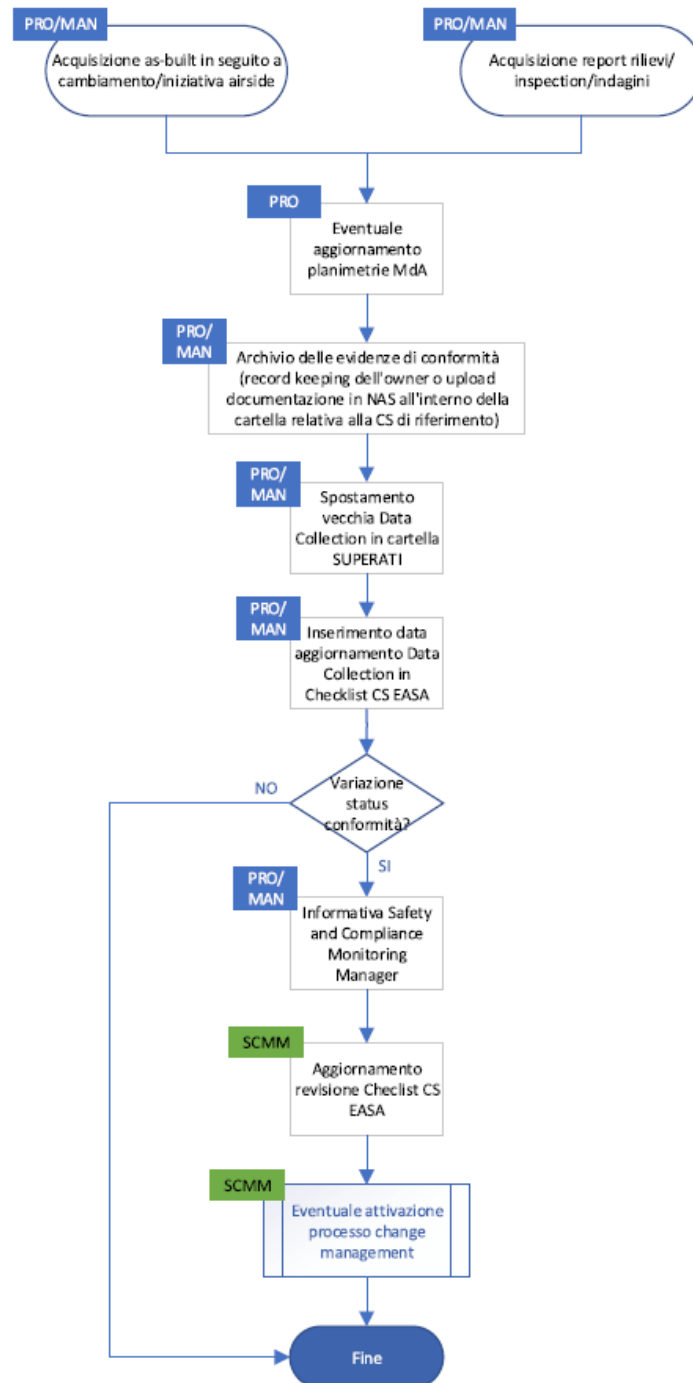 PRO/MAN
Acquisizione as-built in seguito a
cambiamento/iniziativa airside
PRO/MAN
Acquisizione report rilievi/
inspection/indagini
PRO
Eventuale
aggiornamento
planimetrie MdA
PRO/
MAN
Archivio delle evidenze di conformità
(record keeping dell'owner o upload
documentazione in NAS all'interno della
cartella relativa alla CS di riferimento)
PRO/
MAN
Spostamento
vecchia Data
Collection in cartella
SUPERATI
PRO/
MAN
Inserimento data
aggiornamento Data
Collection in
Checklist CS EASA
Variazione
status
conformità?
NO
SI
PRO/
MAN
Informativa Safety
and Compliance
Monitoring
Manager
SCMM
Aggiornamento
revisione Checlist CS
EASA
SCMM
Eventuale attivazione
processo change
management
Fine